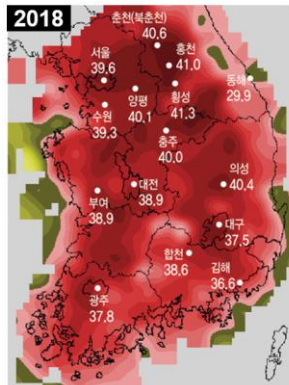 2018
춘천(북춘천)
40.6
홍천
41.0
서울
39.6
동해
29.9
양평
40.1
횡성
41.3
수원
39.3
충주
40.0
대전
38.9
의성
40.4
부여
38.9
대구
37.5
합천
38.6
김해
36.6
광주
37.8